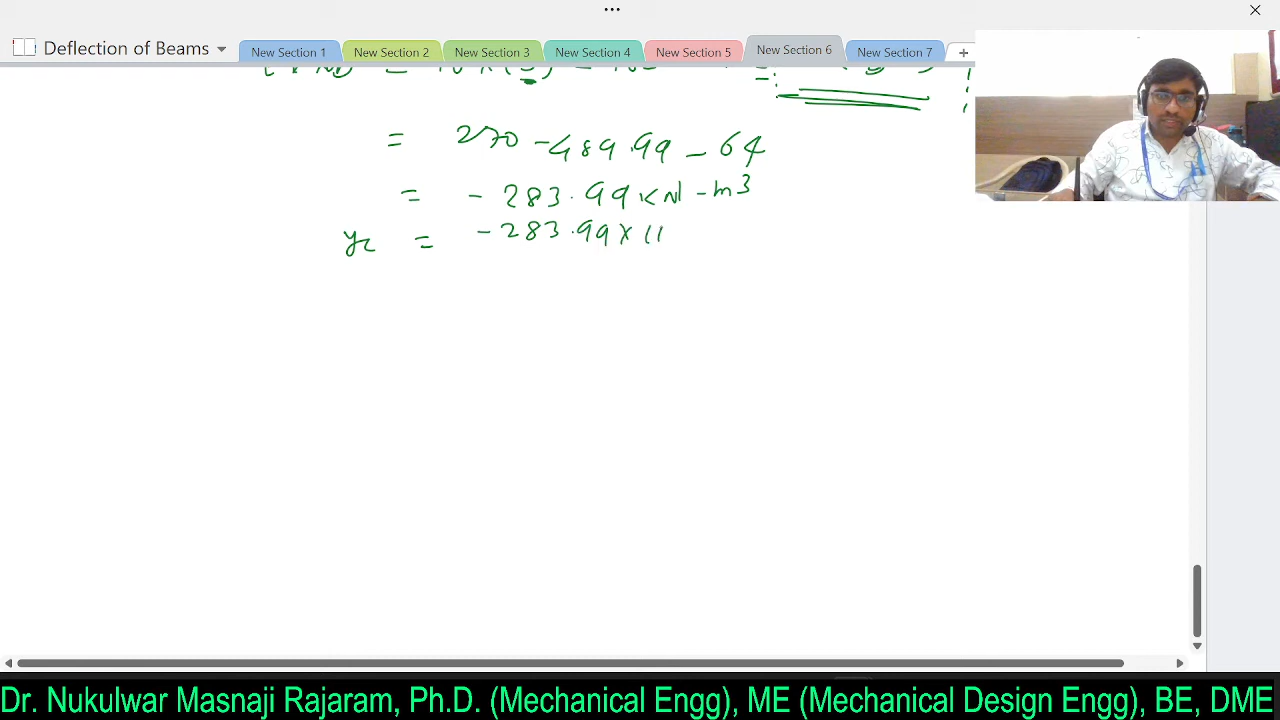 Deflection of Beams
New Section 1 New Section 2 New Section 3 New Section 4 New Section 5 New Section 6 New Section 7
= 270 - 489.99 - 64
= - 283.99 KN - m3
yc = - 283.99 x
Dr. Nukulwar Masnaji Rajaram, Ph.D. (Mechanical Engg), ME (Mechanical Design Engg), BE, DME